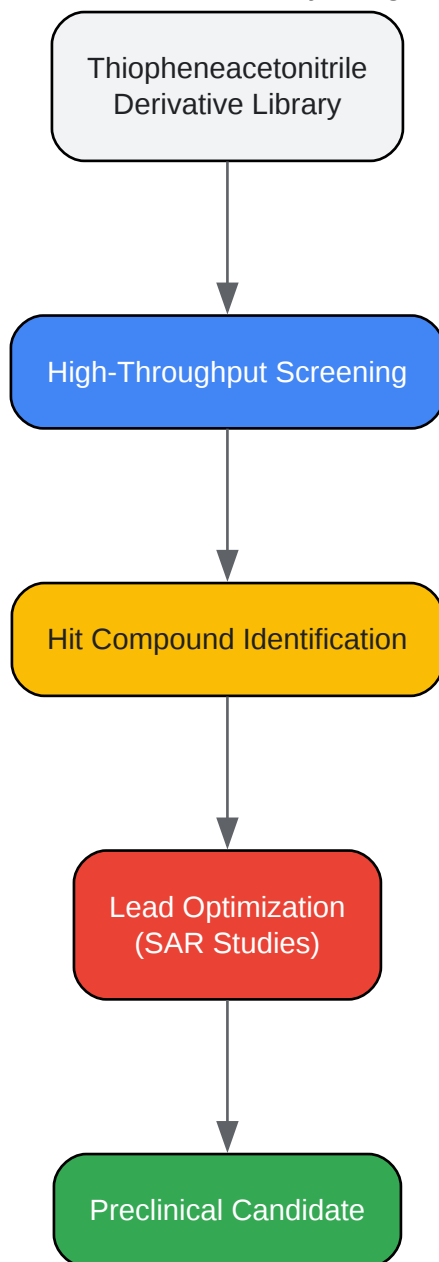 Thiopheneacetonitrile
Derivative Library
High-Throughput Screening
Hit Compound Identification
Lead Optimization
(SAR Studies)
Preclinical Candidate